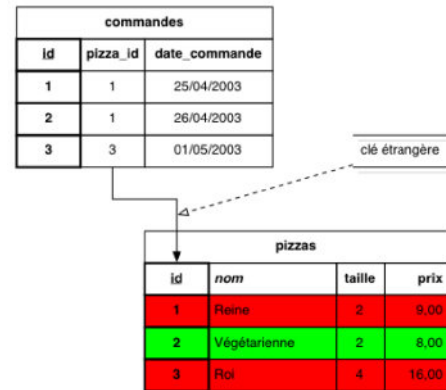 commandes
id pizza_id date_commande
1 1 25/04/2003
2 1 26/04/2003
3 3 01/05/2003
clé étrangère
pizzas
id nom taille prix
1 Reine 2 9,00
2 Végétarienne 2 8,00
3 Roi 4 16,00